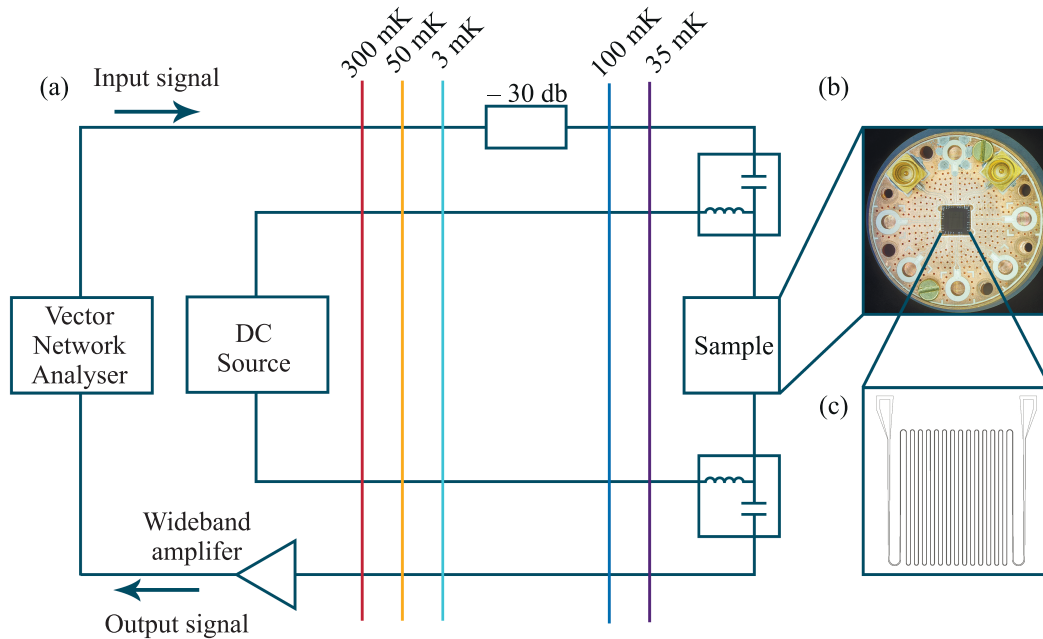 (a)
Input signal
300 mK
50 mK
3 mK
– 30 db
100 mK
35 mK
(b)
Vector
Network
Analyser
DC
Source
Sample
(c)
Wideband
amplifer
Output signal